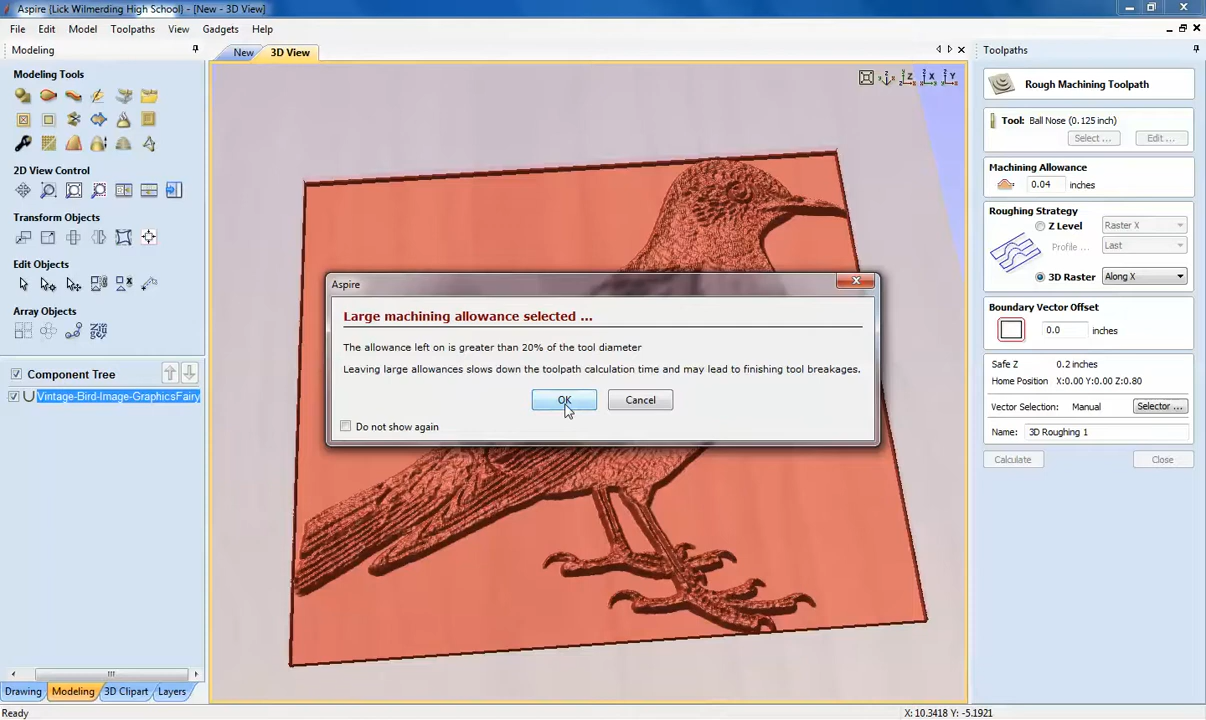 Aspire {Lick Wilmerding High School} - [New - 3D View]
File Edit Model Toolpaths View Gadgets Help
Modeling
New 3D View
Toolpaths
Modeling Tools
2D View Control
Transform Objects
Edit Objects
Array Objects
Component Tree
Vintage-Bird-Image-GraphicsFairy
Drawing Modeling 3D Clipart Layers
Z X Y
Aspire
Large machining allowance selected ...
The allowance left on is greater than 20% of the tool diameter
Leaving large allowances slows down the toolpath calculation time and may lead to finishing tool breakages.
OK Cancel
Do not show again
Rough Machining Toolpath
Tool: Ball Nose (0.125 inch)
Select ... Edit ...
Machining Allowance
0.04 inches
Roughing Strategy
Z Level Raster X
Profile ... Last
3D Raster Along X
Boundary Vector Offset
0.0 inches
Safe Z 0.2 inches
Home Position X:0.00 Y:0.00 Z:0.80
Vector Selection: Manual Selector ...
Name: 3D Roughing 1
Calculate Close
Ready X: 10.3418 Y: -5.1921